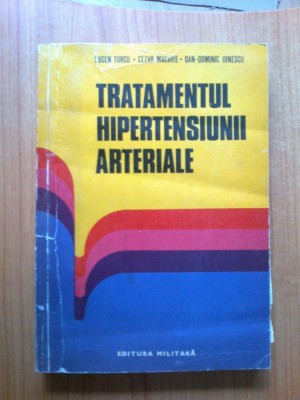 EUGEN TURCU • CEZAR MACARIE • DAN-DOMINIC IONESCU
TRATAMENTUL
HIPERTENSIUNII
ARTERIALE
EDITURA MILITARĂ